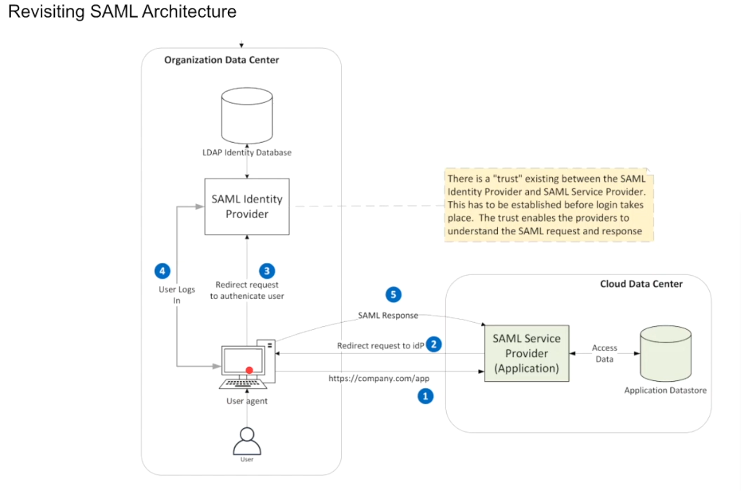 Revisiting SAML Architecture
Organization Data Center
LDAP Identity Database
SAML Identity
Provider
There is a "trust" existing between the SAML
Identity Provider and SAML Service Provider.
This has to be established before login takes
place. The trust enables the providers to
understand the SAML request and response
4
User Logs
In
3
Redirect request
to authenicate user
5
SAML Response
Redirect request to idP
2
https://company.com/app
1
User agent
User
Cloud Data Center
SAML Service
Provider
(Application)
Access
Data
Application Datastore